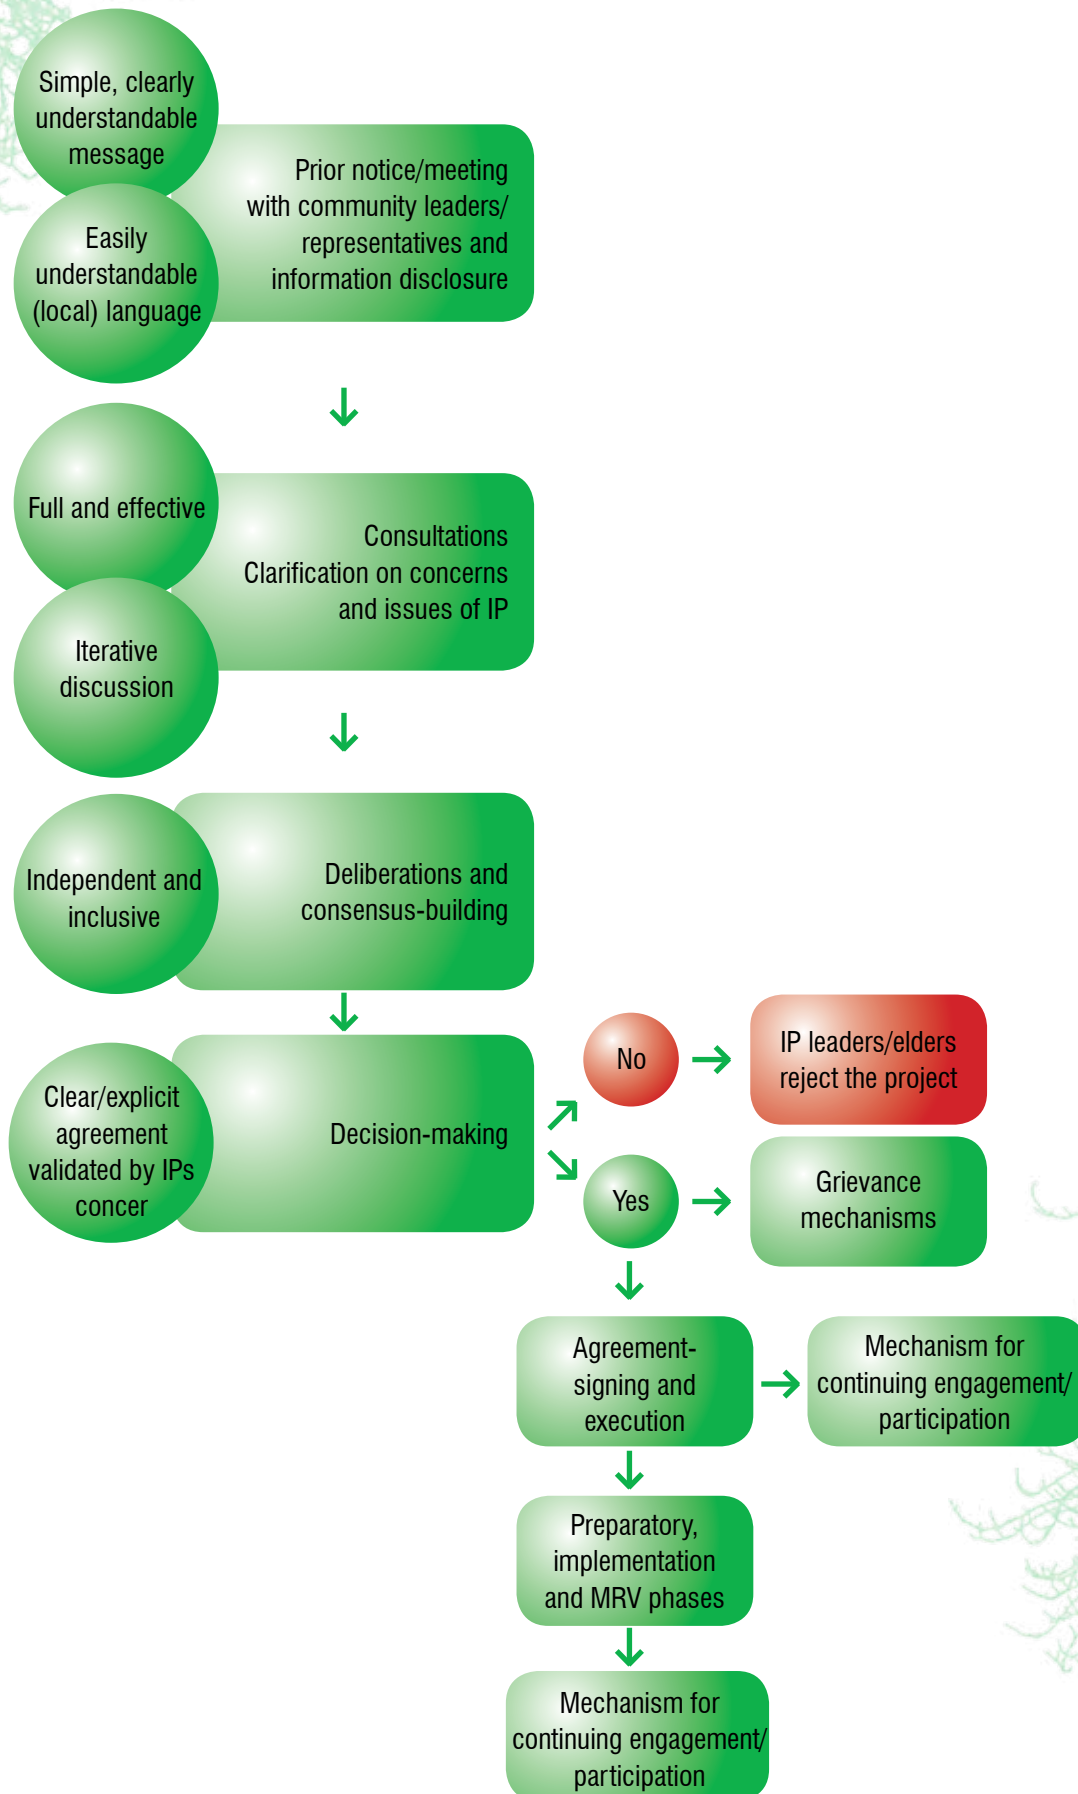 Simple, clearly
understandable
message
Easily
understandable
(local) language
Prior notice/meeting
with community leaders/
representatives and
information disclosure
Full and effective
Iterative
discussion
Consultations
Clarification on concerns
and issues of IP
Independent and
inclusive
Deliberations and
consensus-building
Clear/explicit
agreement
validated by IPs
concer
Decision-making
No
IP leaders/elders
reject the project
Yes
Grievance
mechanisms
Agreement-
signing and
execution
Mechanism for
continuing engagement/
participation
Preparatory,
implementation
and MRV phases
Mechanism for
continuing engagement/
participation